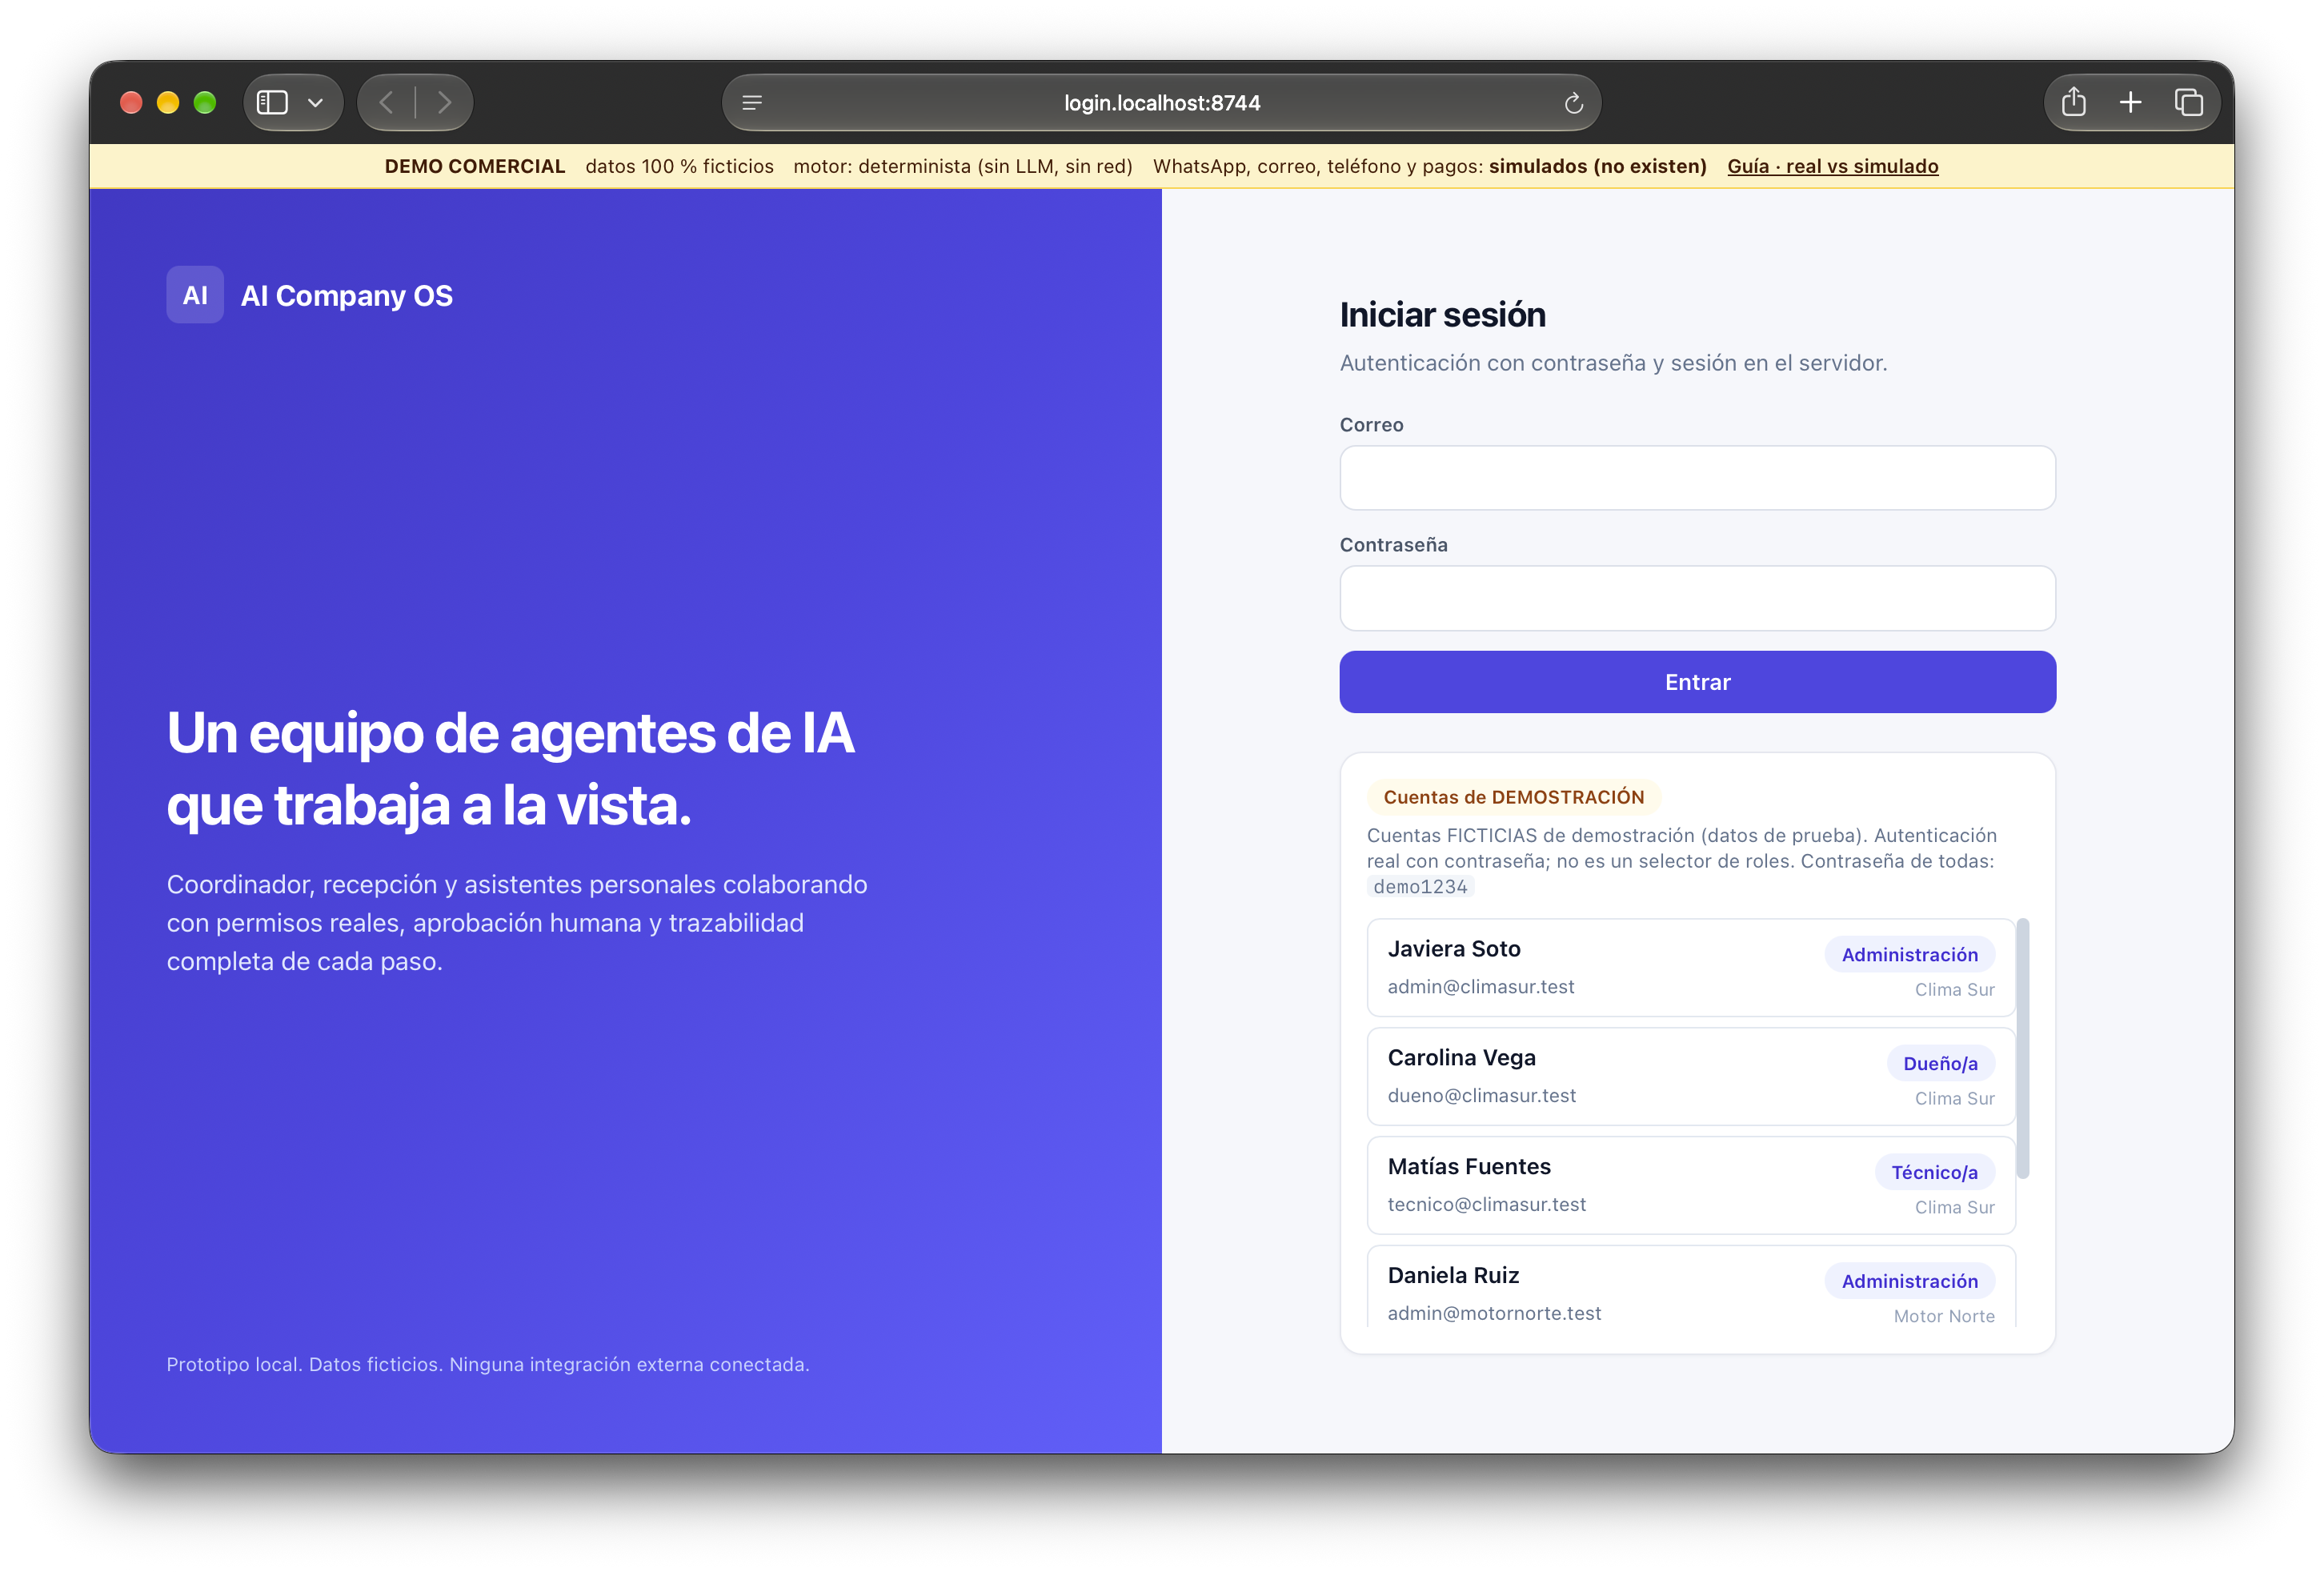 login.localhost:8744
DEMO COMERCIAL datos 100 % ficticios motor: determinista (sin LLM, sin red) WhatsApp, correo, teléfono y pagos: simulados (no existen) Guía · real vs simulado
AI AI Company OS
Un equipo de agentes de IA
que trabaja a la vista.
Coordinador, recepción y asistentes personales colaborando
con permisos reales, aprobación humana y trazabilidad
completa de cada paso.
Prototipo local. Datos ficticios. Ninguna integración externa conectada.
Iniciar sesión
Autenticación con contraseña y sesión en el servidor.
Correo
Contraseña
Entrar
Cuentas de DEMOSTRACIÓN
Cuentas FICTICIAS de demostración (datos de prueba). Autenticación
real con contraseña; no es un selector de roles. Contraseña de todas:
demo1234
Javiera Soto Administración
admin@climasur.test Clima Sur
Carolina Vega Dueño/a
dueno@climasur.test Clima Sur
Matías Fuentes Técnico/a
tecnico@climasur.test Clima Sur
Daniela Ruiz Administración
admin@motornorte.test Motor Norte